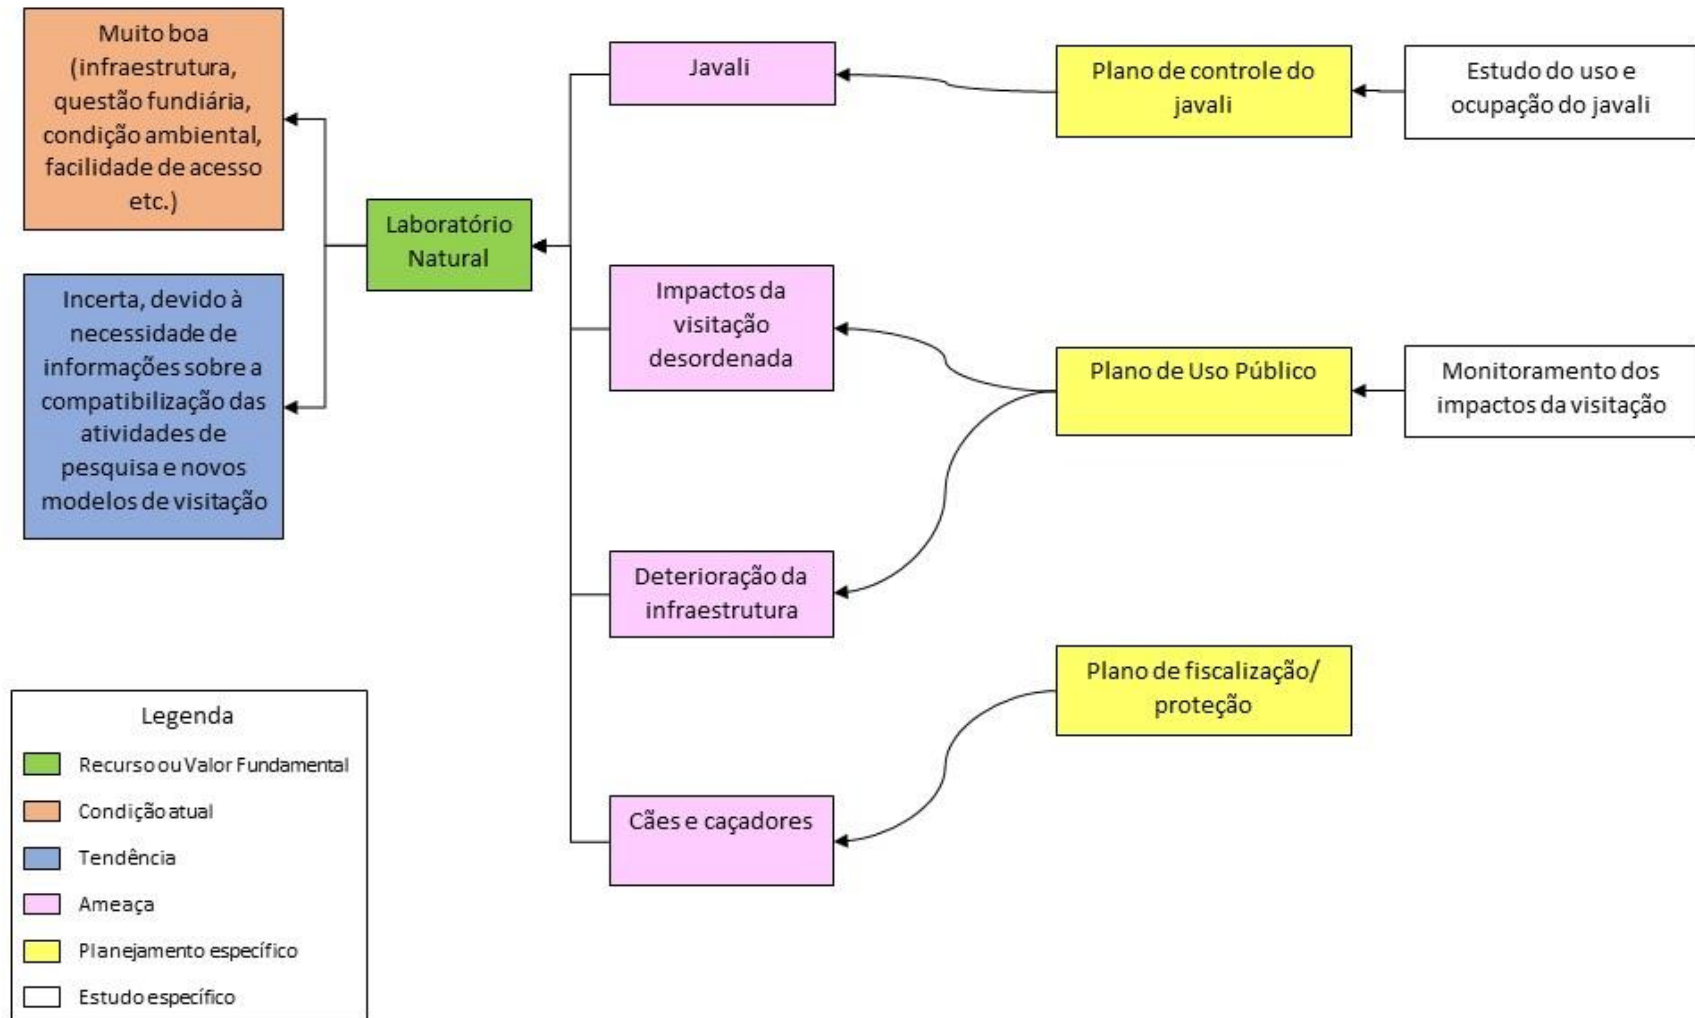 Muito boa
(infraestrutura,
questão fundiária,
condição ambiental,
facilidade de acesso
etc.)
Incerta, devido à
necessidade de
informações sobre a
compatibilização das
atividades de
pesquisa e novos
modelos de visitação
Laboratório
Natural
Javali
Impactos da
visitação
desordenada
Deterioração da
infraestrutura
Cães e caçadores
Plano de controle do
javali
Plano de Uso Público
Plano de fiscalização/
proteção
Estudo do uso e
ocupação do javali
Monitoramento dos
impactos da visitação
Legenda
Recurso ou Valor Fundamental
Condição atual
Tendência
Ameaça
Planejamento específico
Estudo específico